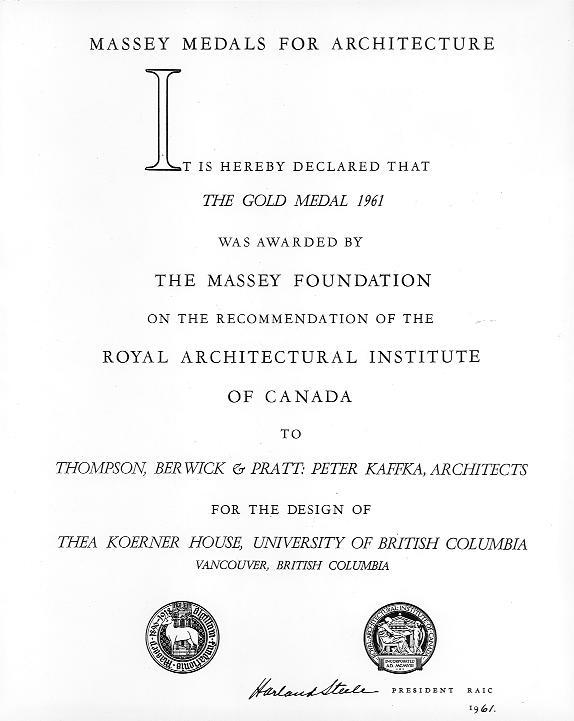 MASSEY MEDALS FOR ARCHITECTURE
IT IS HEREBY DECLARED THAT
THE GOLD MEDAL 1961
WAS AWARDED BY
THE MASSEY FOUNDATION
ON THE RECOMMENDATION OF THE
ROYAL ARCHITECTURAL INSTITUTE
OF CANADA
TO
THOMPSON, BERWICK & PRATT: PETER KAFFKA, ARCHITECTS
FOR THE DESIGN OF
THEA KOERNER HOUSE, UNIVERSITY OF BRITISH COLUMBIA
VANCOUVER, BRITISH COLUMBIA
INCORPORATED
Harland Steele PRESIDENT RAIC
1961.